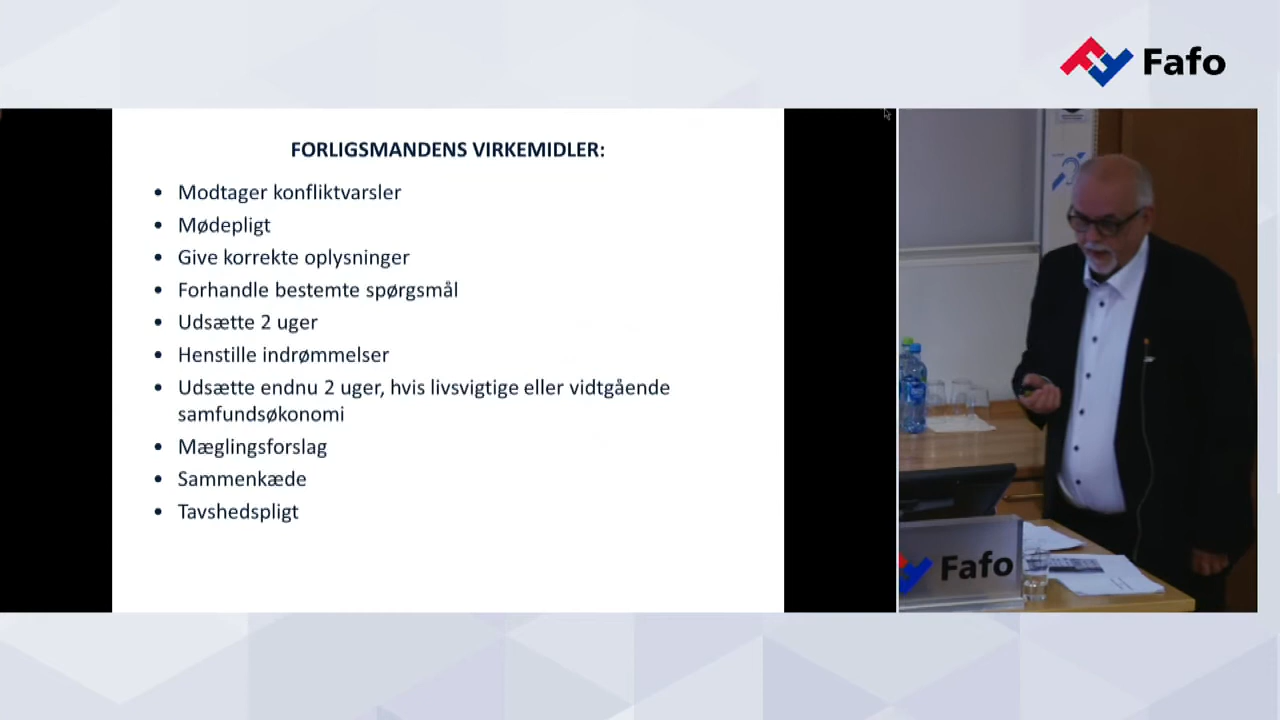 Fafo
FORLIGSMANDENS VIRKEMIDLER:
• Modtager konfliktvarsler
• Mødepligt
• Give korrekte oplysninger
• Forhandle bestemte spørgsmål
• Udsætte 2 uger
• Henstille indrømmelser
• Udsætte endnu 2 uger, hvis livsvigtige eller vidtgående
samfundsøkonomi
• Mæglingsforslag
• Sammenkæde
• Tavshedspligt
Fafo